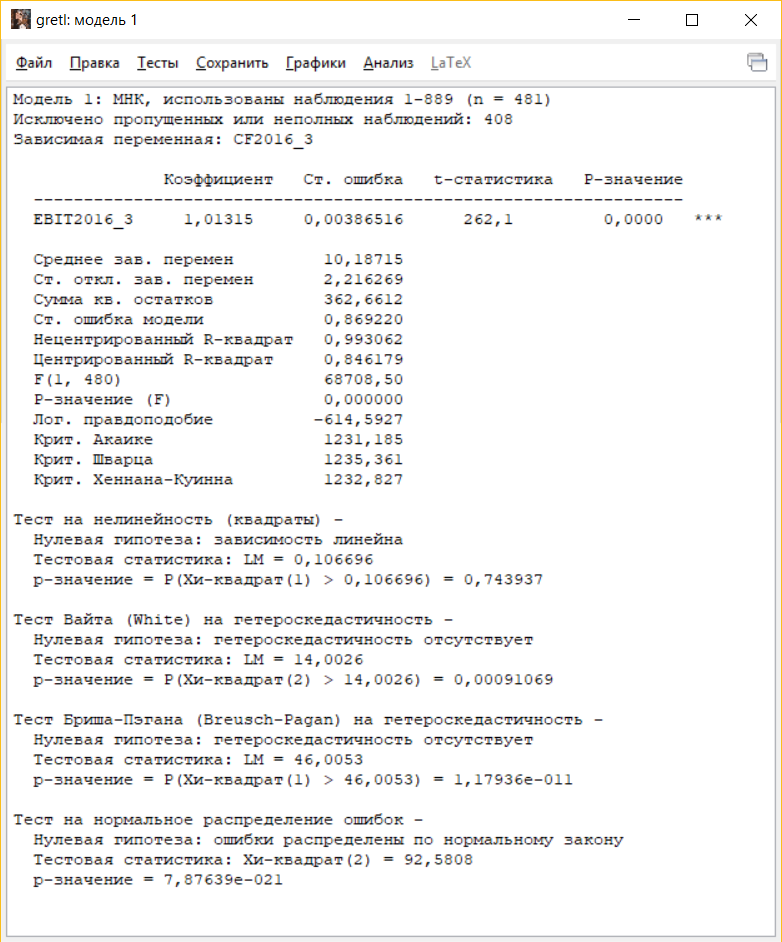 gretl: модель 1
Файл Правка Тесты Сохранить Графики Анализ LaTeX
Модель 1: МНК, использованы наблюдения 1-889 (n = 481)
Исключено пропущенных или неполных наблюдений: 408
Зависимая переменная: CF2016_3
Коэффициент Ст. ошибка t-статистика P-значение
---------------------------------------------------------------
EBIT2016_3 1,01315 0,00386516 262,1 0,0000 ***
Среднее зав. перемен 10,18715
Ст. откл. зав. перемен 2,216269
Сумма кв. остатков 362,6612
Ст. ошибка модели 0,869220
Нецентрированный R-квадрат 0,993062
Центрированный R-квадрат 0,846179
F(1, 480) 68708,50
Р-значение (F) 0,000000
Лог. правдоподобие -614,5927
Крит. Акаике 1231,185
Крит. Шварца 1235,361
Крит. Хеннана-Куинна 1232,827
Тест на нелинейность (квадраты) -
Нулевая гипотеза: зависимость линейна
Тестовая статистика: LM = 0,106696
р-значение = P(Хи-квадрат(1) > 0,106696) = 0,743937
Тест Вайта (White) на гетероскедастичность -
Нулевая гипотеза: гетероскедастичность отсутствует
Тестовая статистика: LM = 14,0026
р-значение = P(Хи-квадрат(2) > 14,0026) = 0,00091069
Тест Бриша-Пэгана (Breusch-Pagan) на гетероскедастичность -
Нулевая гипотеза: гетероскедастичность отсутствует
Тестовая статистика: LM = 46,0053
р-значение = P(Хи-квадрат(1) > 46,0053) = 1,17936e-011
Тест на нормальное распределение ошибок -
Нулевая гипотеза: ошибки распределены по нормальному закону
Тестовая статистика: Хи-квадрат(2) = 92,5808
р-значение = 7,87639e-021